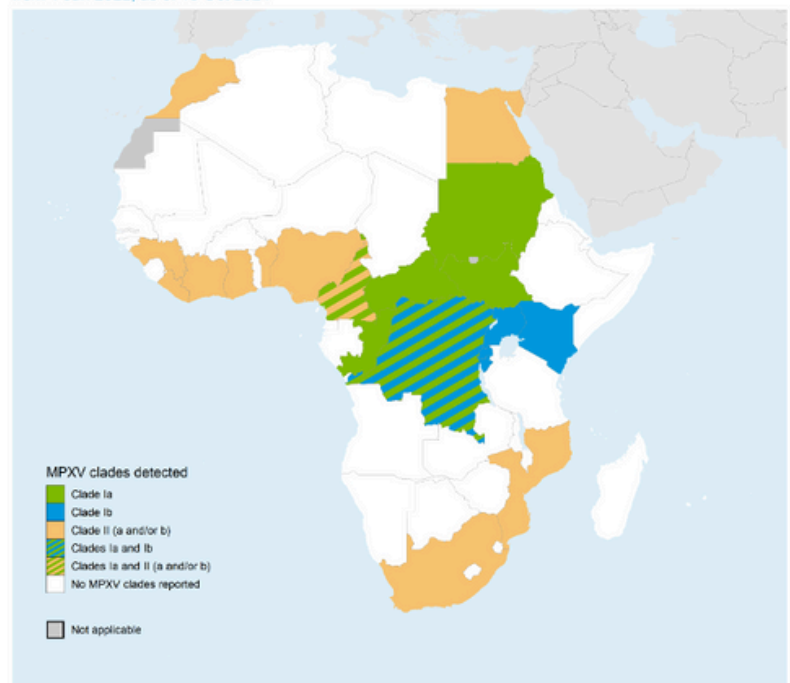 MPXV clades detected
Clade Ia
Clade Ib
Clade II (a and/or b)
Clades Ia and Ib
Clades Ia and II (a and/or b)
No MPXV clades reported
Not applicable